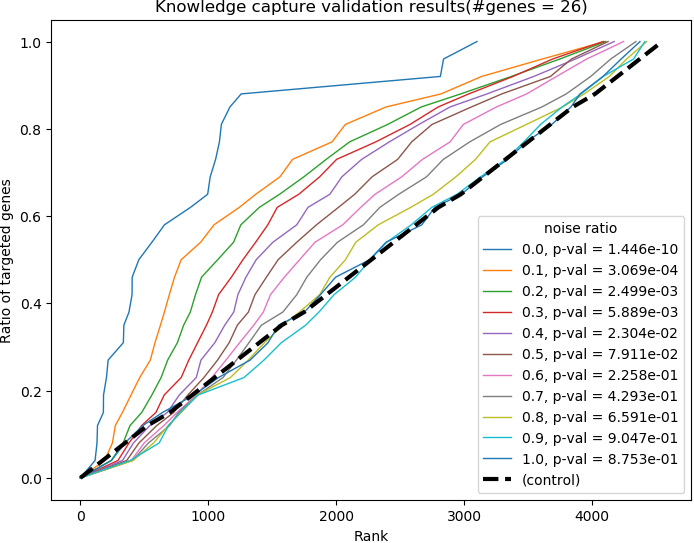 Knowledge capture validation results(#genes = 26)
Ratio of targeted genes
1.0
0.8
0.6
0.4
0.2
0.0
0
1000
2000
3000
4000
Rank
noise ratio
0.0, p-val = 1.446e-10
0.1, p-val = 3.069e-04
0.2, p-val = 2.499e-03
0.3, p-val = 5.889e-03
0.4, p-val = 2.304e-02
0.5, p-val = 7.911e-02
0.6, p-val = 2.258e-01
0.7, p-val = 4.293e-01
0.8, p-val = 6.591e-01
0.9, p-val = 9.047e-01
1.0, p-val = 8.753e-01
(control)